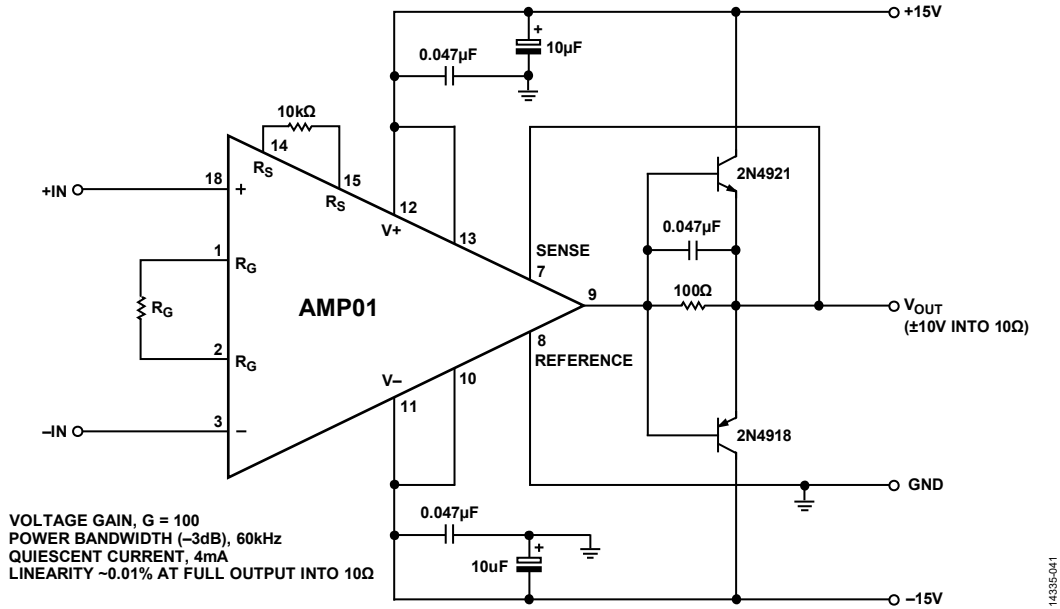 +15V
+
10µF
0.047µF
10kΩ
14
RS
15
RS
18
+IN
+
12
V+
13
2N4921
0.047µF
SENSE
7
1
RG
100Ω
RG
AMP01
9
VOUT
(±10V INTO 10Ω)
8
REFERENCE
2
RG
V–
10
11
–IN
3
–
2N4918
GND
0.047µF
VOLTAGE GAIN, G = 100
POWER BANDWIDTH (–3dB), 60kHz
QUIESCENT CURRENT, 4mA
LINEARITY ~0.01% AT FULL OUTPUT INTO 10Ω
+
10uF
–15V
14335-041